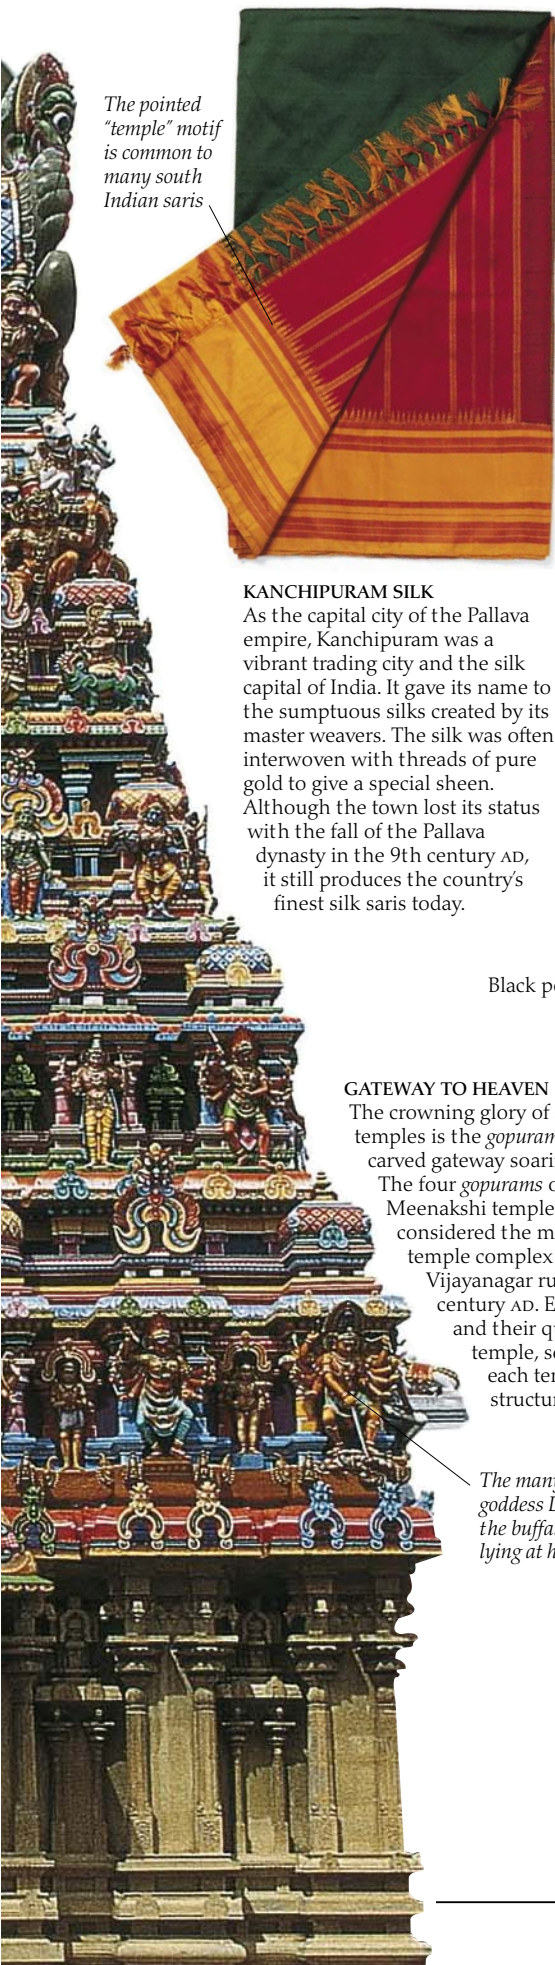 The pointed
“temple” motif
is common to
many south
Indian saris
KANCHIPURAM SILK
As the capital city of the Pallava
empire, Kanchipuram was a
vibrant trading city and the silk
capital of India. It gave its name to
the sumptuous silks created by its
master weavers. The silk was often
interwoven with threads of pure
gold to give a special sheen.
Although the town lost its status
with the fall of the Pallava
dynasty in the 9th century AD,
it still produces the country’s
finest silk saris today.
Black
GATEWAY TO HEAVEN
The crowning glory of
temples is the gopuram
carved gateway
The four gopurams
Meenakshi temple
considered the
temple complex
Vijayanagar
century AD.
and their
temple,
each
The
goddess
the
lying at